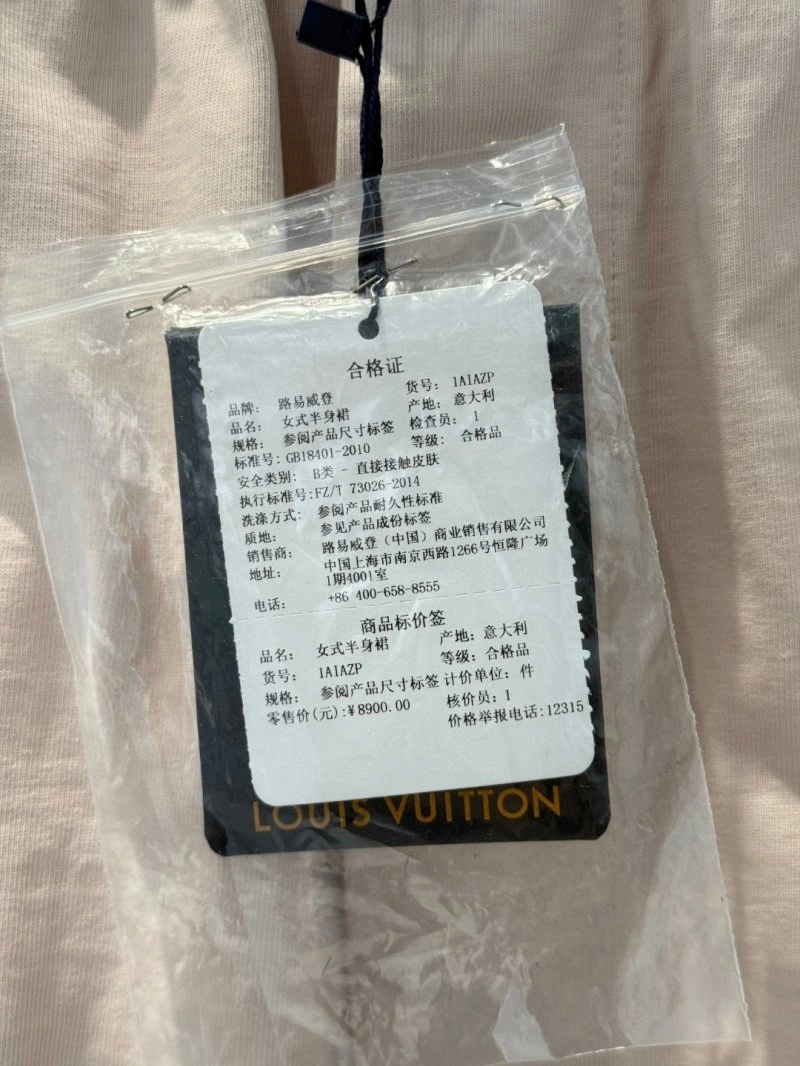 合格证
品牌: 路易威登 货号: 1A1AZP
品名: 女式半身裙 产地: 意大利
规格: 参阅产品尺寸标签 检查员: 1
标准号: GB18401-2010 等级: 合格品
安全类别: B类 - 直接接触皮肤
执行标准号:FZ/T 73026-2014
洗涤方式: 参阅产品耐久性标准
质地: 参见产品成份标签
销售商: 路易威登（中国）商业销售有限公司
地址: 中国上海市南京西路1266号恒隆广场
1期4001室
电话: +86 400-658-8555
商品标价签
品名: 女式半身裙 产地: 意大利
货号: 1A1AZP 等级: 合格品
规格: 参阅产品尺寸标签 计价单位: 件
零售价(元):¥8900.00 核价员: 1
价格举报电话:12315
LOUIS VUITTON